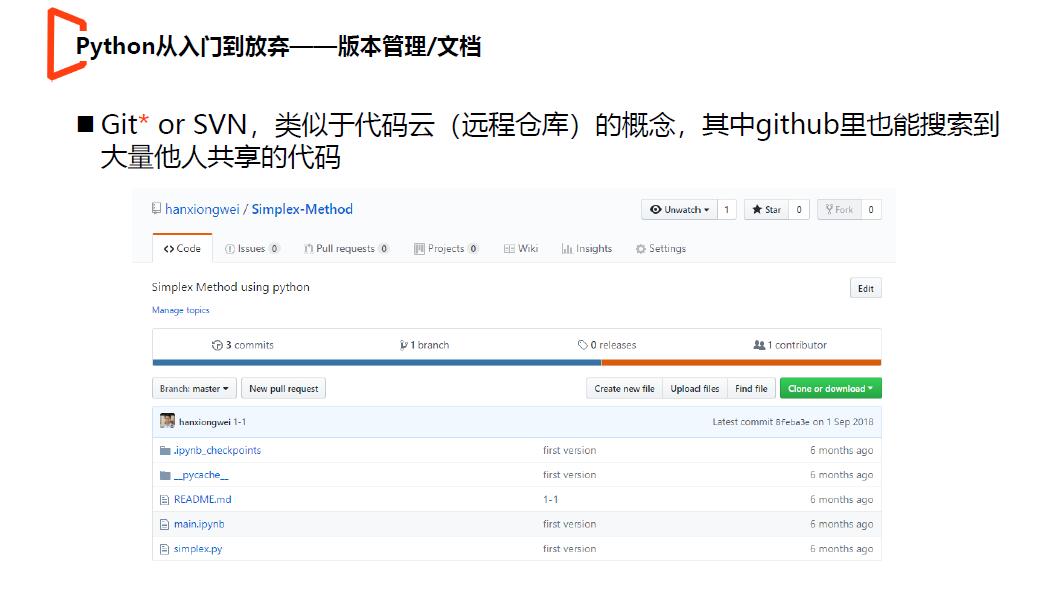 Python从入门到放弃——版本管理/文档
■ Git* or SVN，类似于代码云（远程仓库）的概念，其中github里也能搜索到
大量他人共享的代码
hanxiongwei / Simplex-Method
Unwatch 1 Star 0 Fork 0
Code Issues 0 Pull requests 0 Projects 0 Wiki Insights Settings
Simplex Method using python
Edit
Manage topics
3 commits 1 branch 0 releases 1 contributor
Branch: master New pull request Create new file Upload files Find file Clone or download
hanxiongwei 1-1 Latest commit 8feba3e on 1 Sep 2018
.ipynb_checkpoints first version 6 months ago
__pycache__ first version 6 months ago
README.md 1-1 6 months ago
main.ipynb first version 6 months ago
simplex.py first version 6 months ago